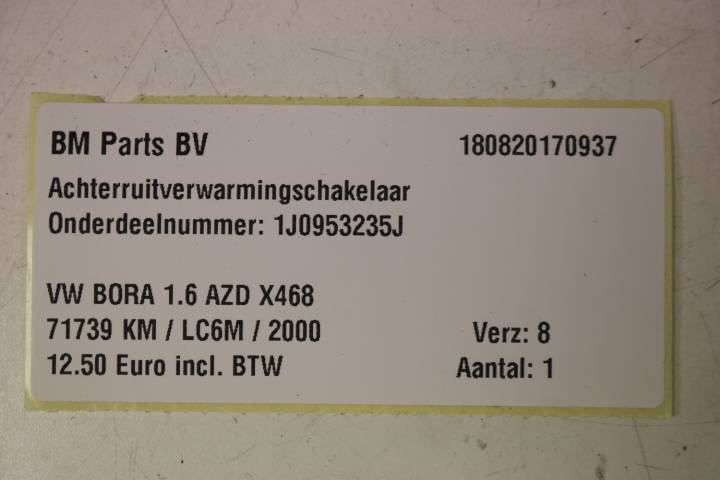 BM Parts BV 180820170937
Achterruitverwarmingschakelaar
Onderdeelnummer: 1J0953235J
VW BORA 1.6 AZD X468
71739 KM / LC6M / 2000 Verz: 8
12.50 Euro incl. BTW Aantal: 1